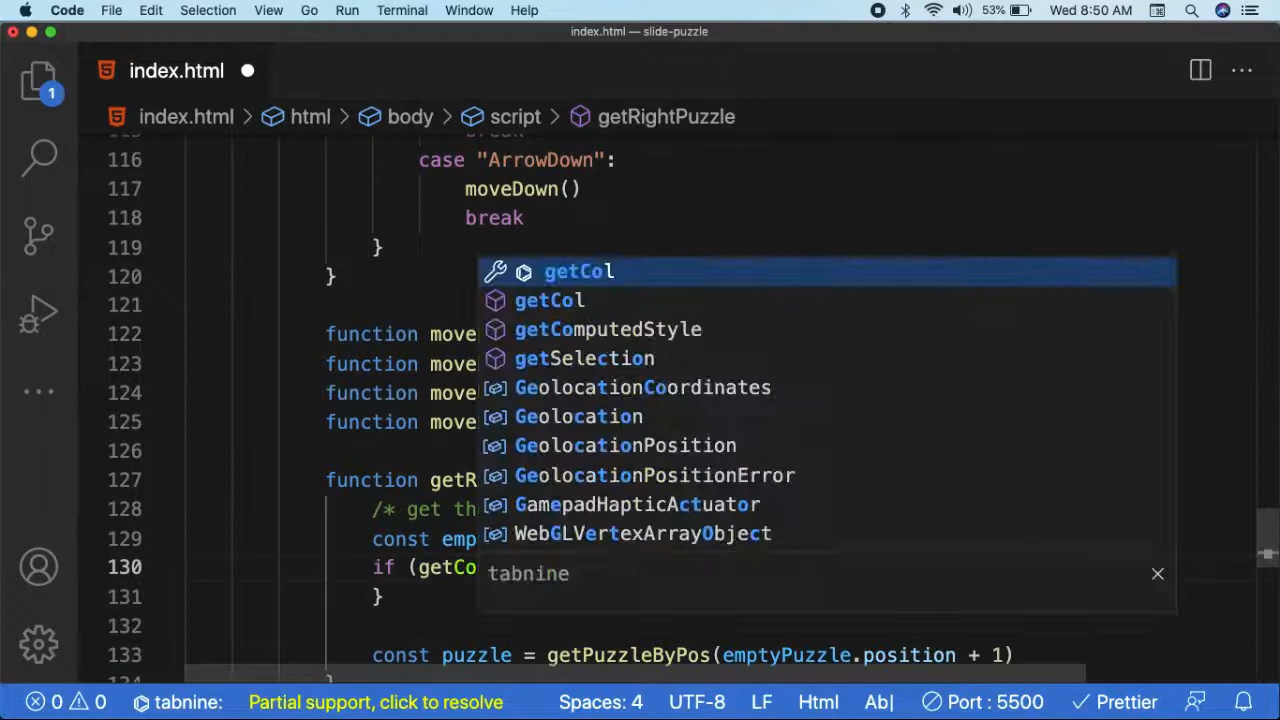 Code File Edit Selection View Go Run Terminal Window Help 53% Wed 8:50 AM
index.html — slide-puzzle
index.html
1
index.html > html > body > script > getRightPuzzle
116 case "ArrowDown":
117 moveDown()
118 break
119 }
120 }
121
122 function move
123 function move
124 function move
125 function move
126
127 function getR
128 /* get th
129 const emp
130 if (getCo
131 }
132
133 const puzzle = getPuzzleByPos(emptyPuzzle.position + 1)
getCol
getCol
getComputedStyle
getSelection
GeolocationCoordinates
Geolocation
GeolocationPosition
GeolocationPositionError
GamepadHapticActuator
WebGLVertexArrayObject
tabnine
0 0 tabnine: Partial support, click to resolve Spaces: 4 UTF-8 LF Html Ab| Port : 5500 Prettier